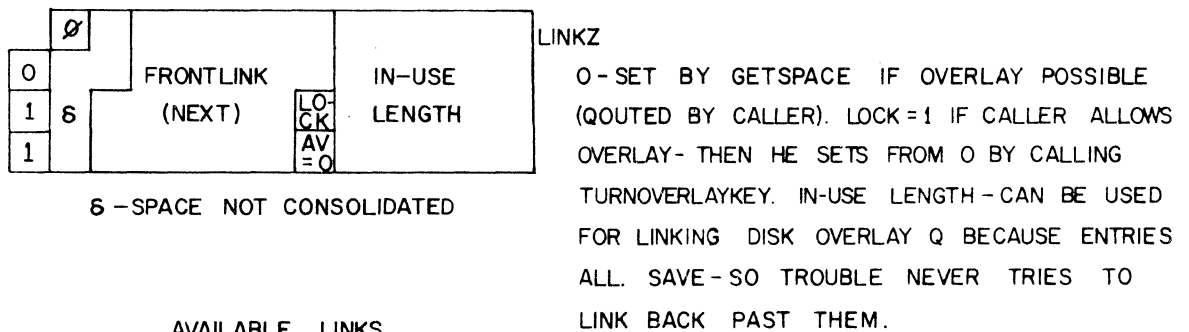 Ø
LINKZ
0
1
1
δ
FRONTLINK
(NEXT)
LO-
CK
AV
= 0
IN-USE
LENGTH
δ - SPACE NOT CONSOLIDATED
AVAILABLE LINKS
O - SET BY GETSPACE IF OVERLAY POSSIBLE
(QOUTED BY CALLER). LOCK = 1 IF CALLER ALLOWS
OVERLAY - THEN HE SETS FROM O BY CALLING
TURNOVERLAYKEY. IN-USE LENGTH - CAN BE USED
FOR LINKING DISK OVERLAY Q BECAUSE ENTRIES
ALL. SAVE - SO TROUBLE NEVER TRIES TO
LINK BACK PAST THEM.